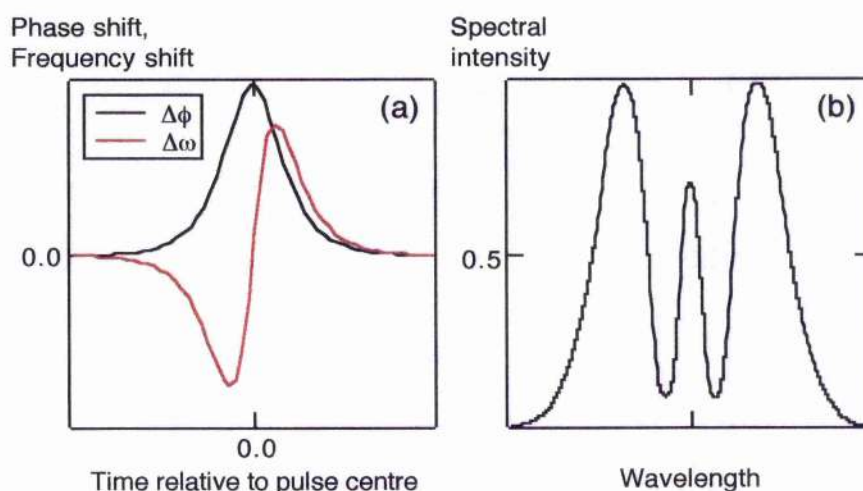 Phase shift,
Frequency shift
Δϕ
Δω
(a)
0.0
0.0
Time relative to pulse centre
Spectral
intensity
(b)
0.5
Wavelength